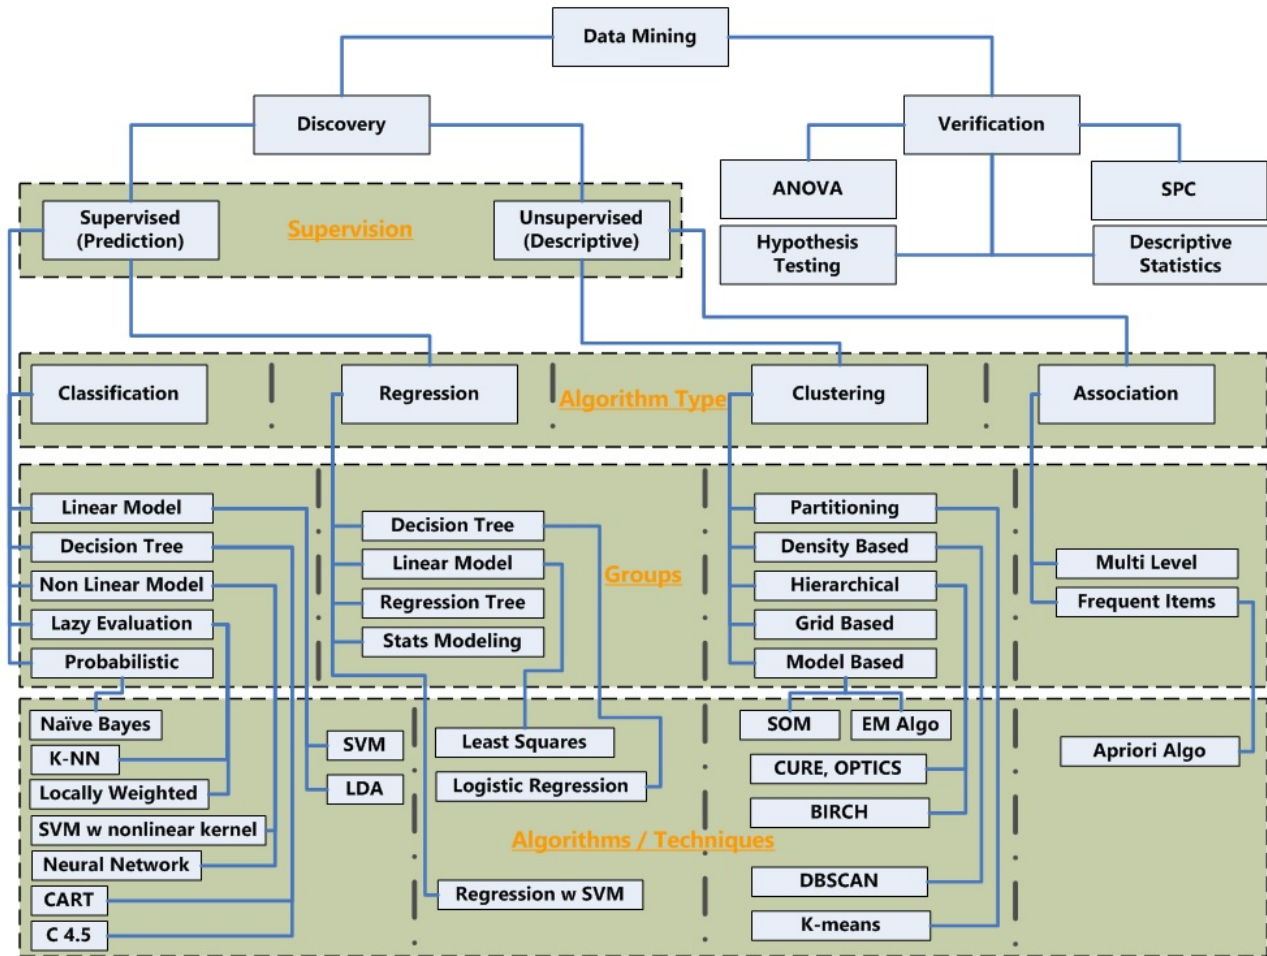 Data Mining
Discovery
Verification
ANOVA
SPC
Supervised
(Prediction)
Supervision
Unsupervised
(Descriptive)
Hypothesis
Testing
Descriptive
Statistics
Classification
Regression
Algorithm Type
Clustering
Association
Linear Model
Decision Tree
Non Linear Model
Lazy Evaluation
Probabilistic
Decision Tree
Linear Model
Regression Tree
Stats Modeling
Groups
Partitioning
Density Based
Hierarchical
Grid Based
Model Based
Multi Level
Frequent Items
Naïve Bayes
K-NN
Locally Weighted
SVM w nonlinear kernel
Neural Network
CART
C 4.5
SVM
LDA
Least Squares
Logistic Regression
Algorithms / Techniques
Regression w SVM
SOM
EM Algo
CURE, OPTICS
BIRCH
DBSCAN
K-means
Apriori Algo